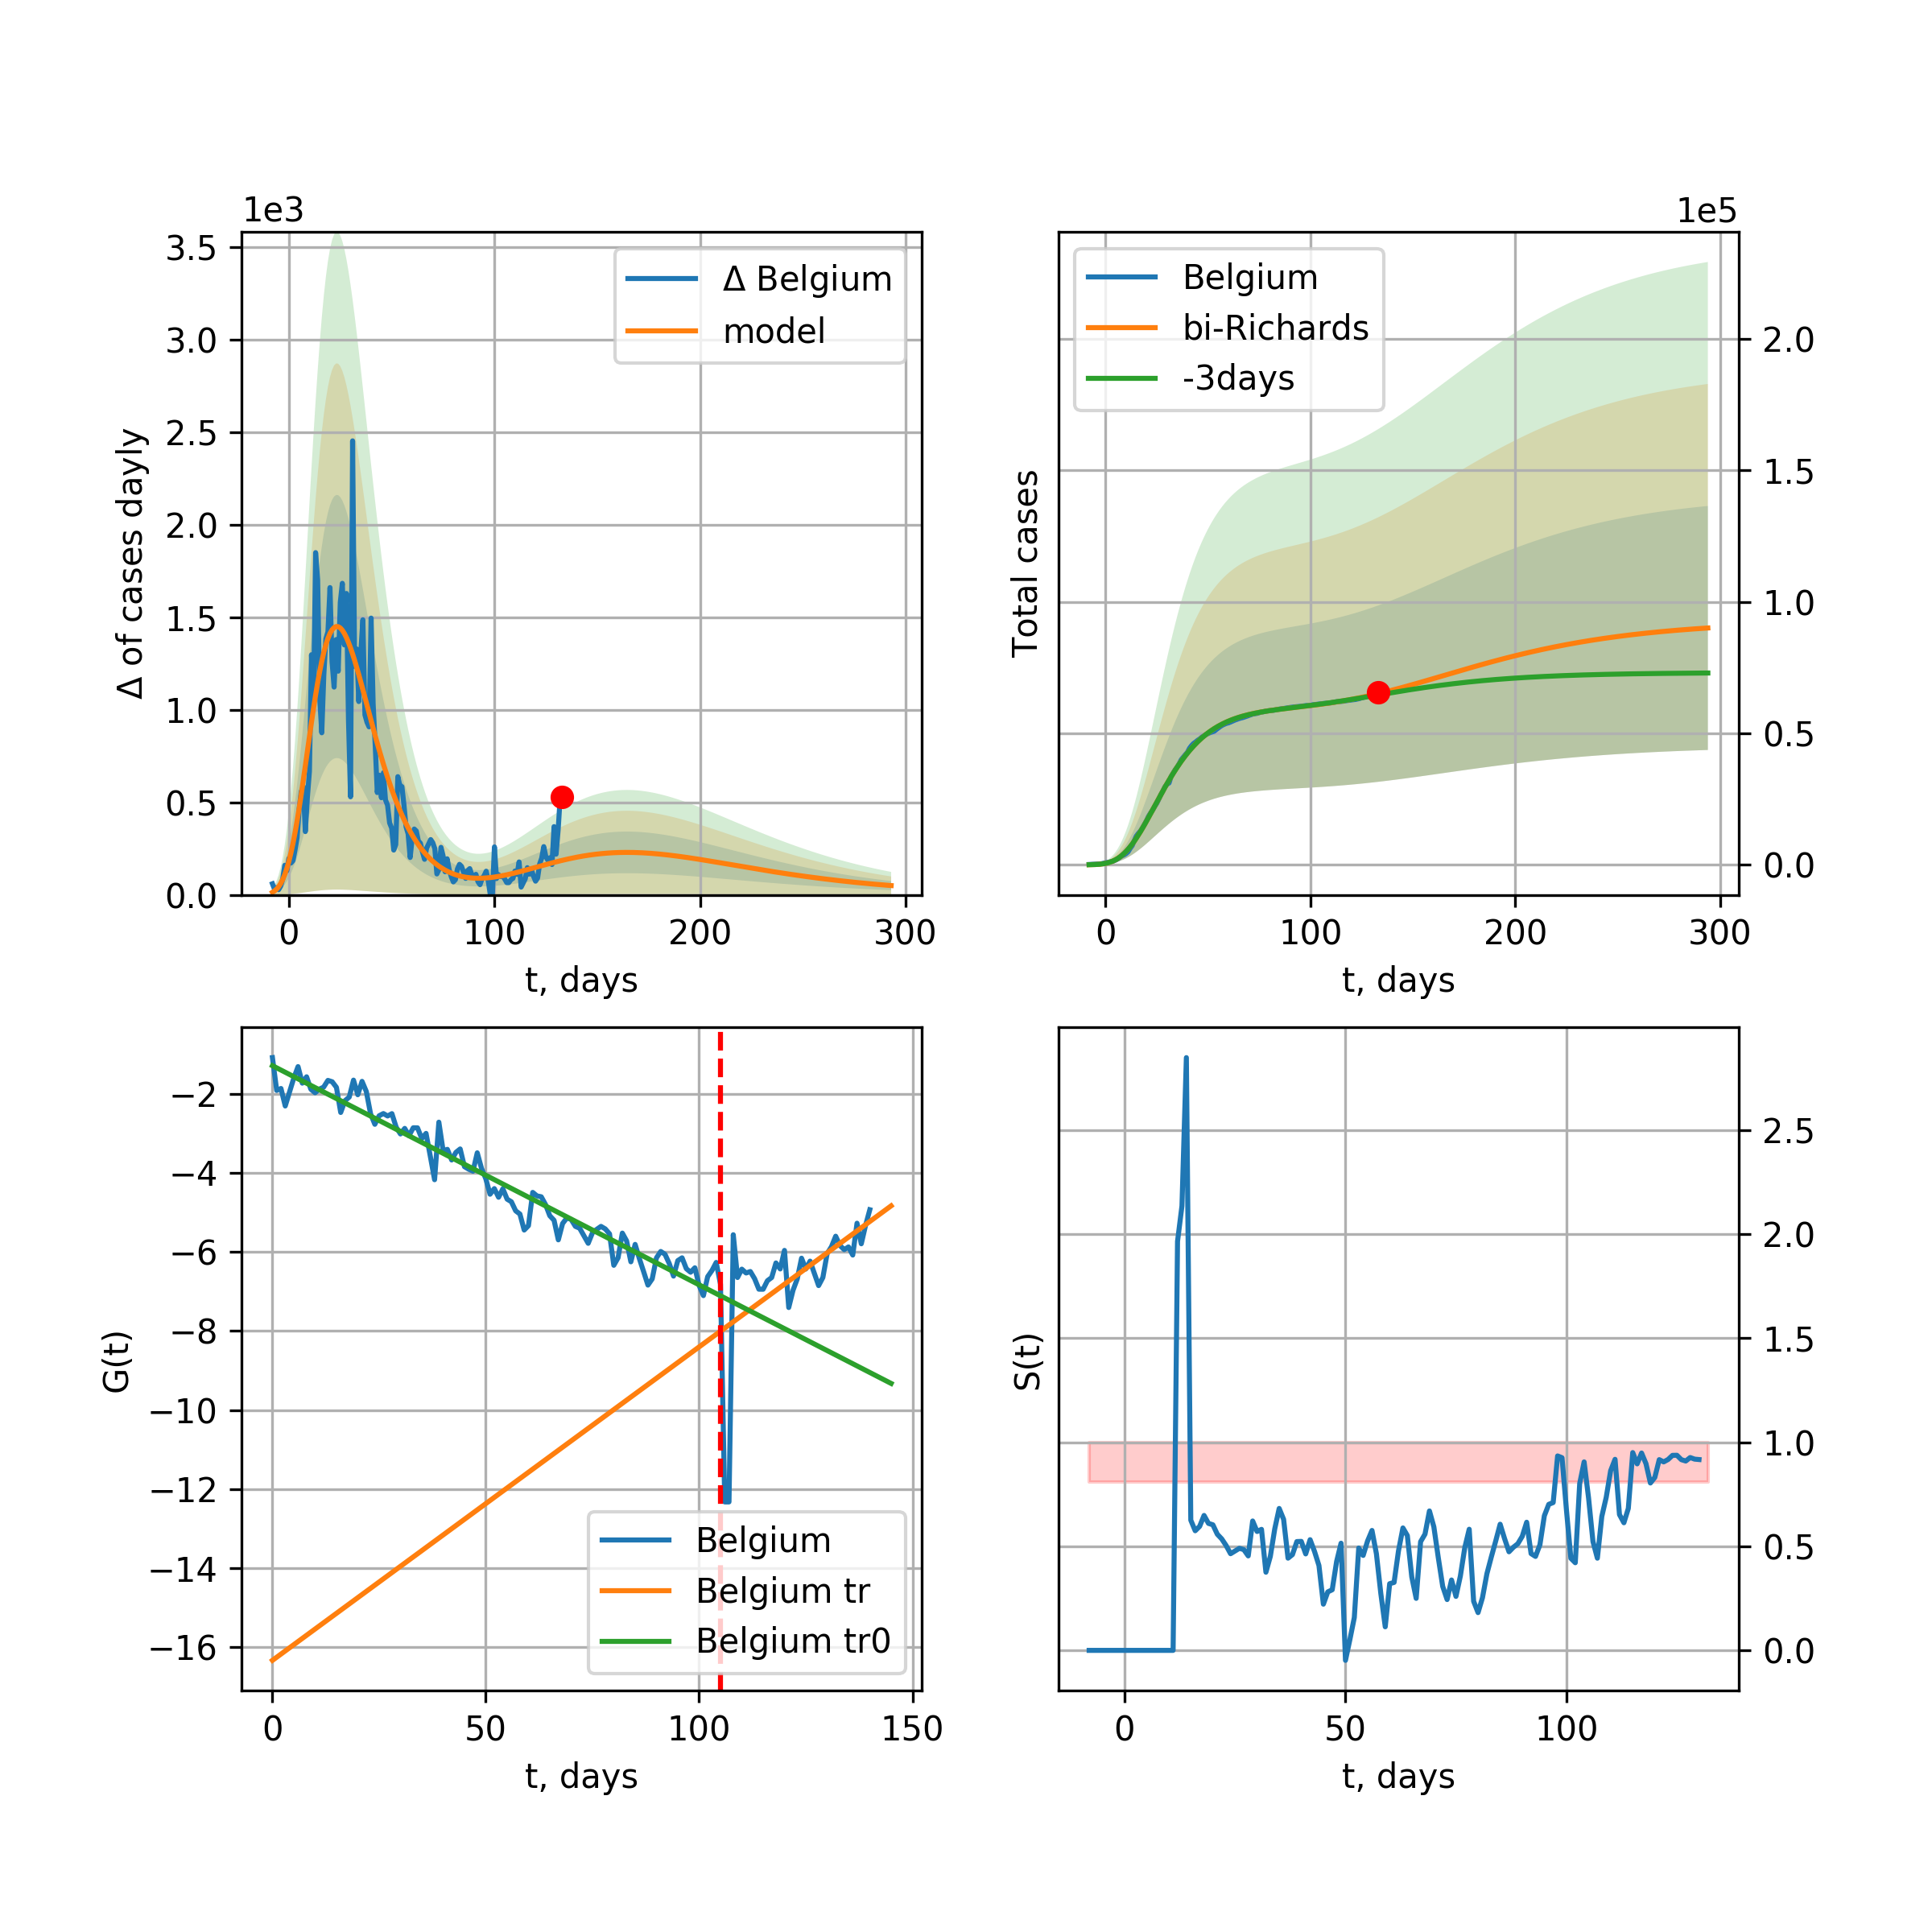 1e3
3.5
3.0
2.5
2.0
1.5
1.0
0.5
0.0
Δ of cases dayly
Δ Belgium
model
0 100 200 300
t, days
1e5
Belgium
bi-Richards
-3days
Total cases
2.0
1.5
1.0
0.5
0.0
0 100 200 300
t, days
−2
−4
−6
−8
−10
−12
−14
−16
G(t)
Belgium
Belgium tr
Belgium tr0
0 50 100 150
t, days
S(t)
2.5
2.0
1.5
1.0
0.5
0.0
0 50 100
t, days